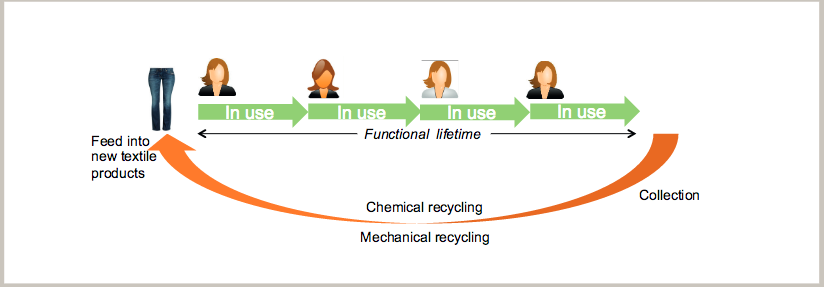 In use
In use
In use
In use
Functional lifetime
Feed into
new textile
products
Collection
Chemical recycling
Mechanical recycling